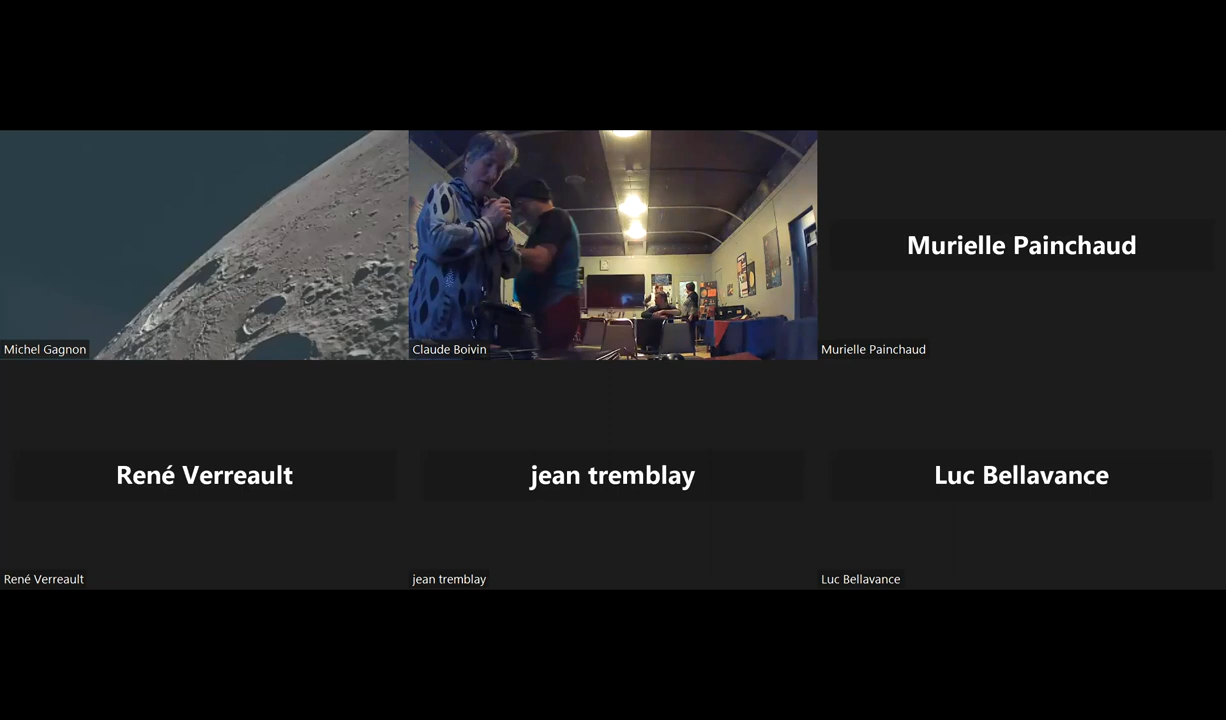 Murielle Painchaud
Michel Gagnon
Claude Boivin
Murielle Painchaud
René Verreault
jean tremblay
Luc Bellavance
René Verreault
jean tremblay
Luc Bellavance